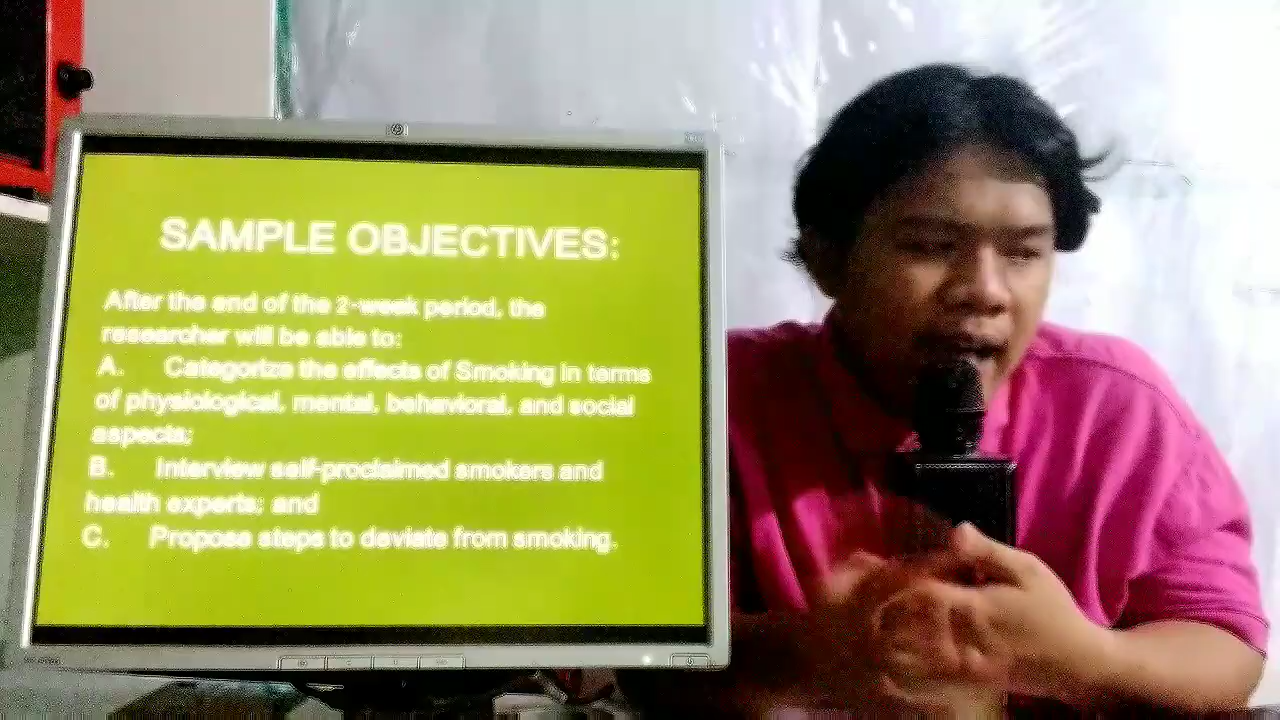 SAMPLE OBJECTIVES:
After the end of the 2-week period, the
researcher will be able to:
A. Categorize the effects of Smoking in terms
of physiological, mental, behavioral, and social
aspects;
B. Interview self-proclaimed smokers and
health experts; and
C. Propose steps to deviate from smoking.
hp